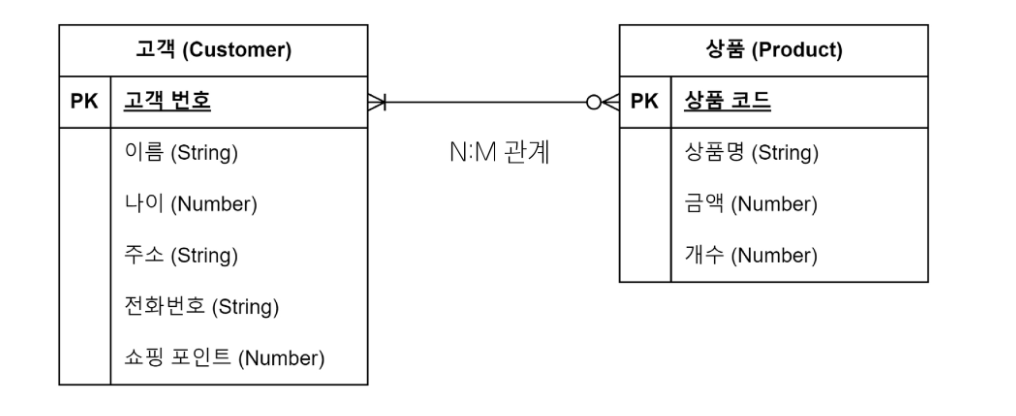 고객 (Customer)
PK 고객 번호
이름 (String)
나이 (Number)
주소 (String)
전화번호 (String)
쇼핑 포인트 (Number)
N:M 관계
상품 (Product)
PK 상품 코드
상품명 (String)
금액 (Number)
개수 (Number)